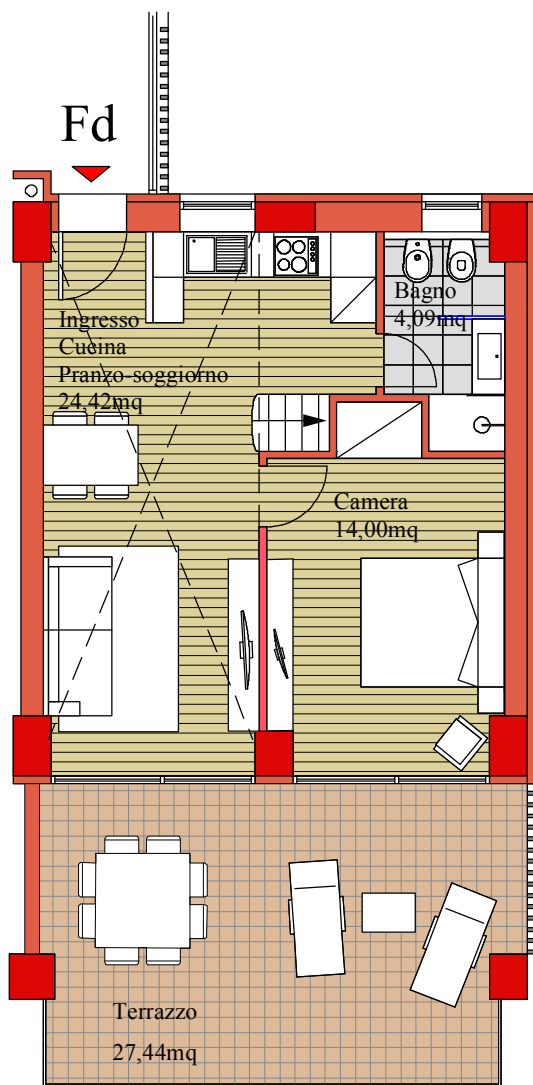 Fd
Bagno
4,09mq
Ingresso
Cucina
Pranzo-soggiorno
24,42mq
Camera
14,00mq
Terrazzo
27,44mq